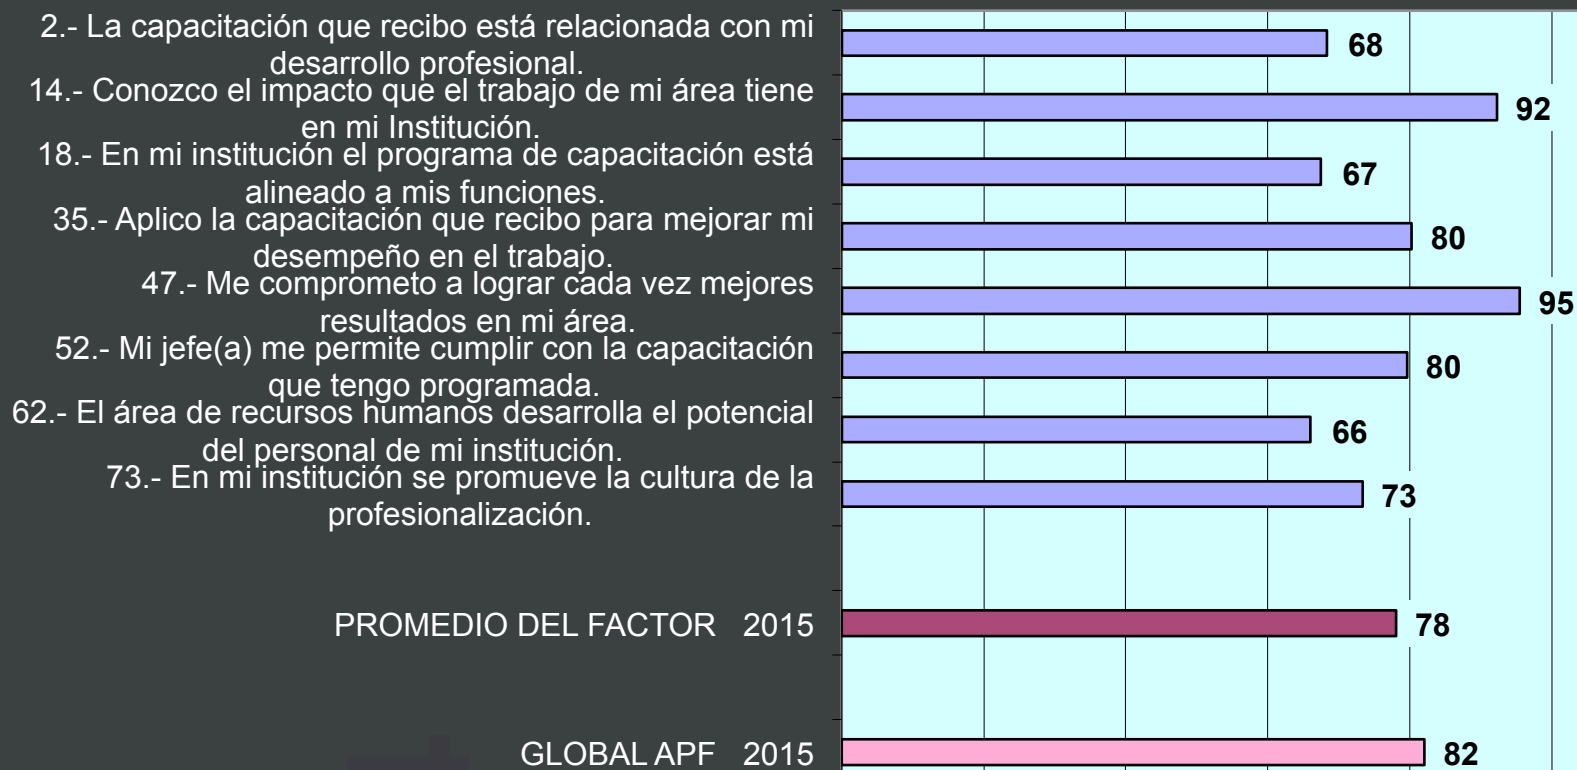 2.- La capacitación que recibo está relacionada con mi
desarrollo profesional.
68
14.- Conozco el impacto que el trabajo de mi área tiene
en mi Institución.
92
18.- En mi institución el programa de capacitación está
alineado a mis funciones.
67
35.- Aplico la capacitación que recibo para mejorar mi
desempeño en el trabajo.
80
47.- Me comprometo a lograr cada vez mejores
resultados en mi área.
95
52.- Mi jefe(a) me permite cumplir con la capacitación
que tengo programada.
80
62.- El área de recursos humanos desarrolla el potencial
del personal de mi institución.
66
73.- En mi institución se promueve la cultura de la
profesionalización.
73
PROMEDIO DEL FACTOR 2015
78
GLOBAL APF 2015
82